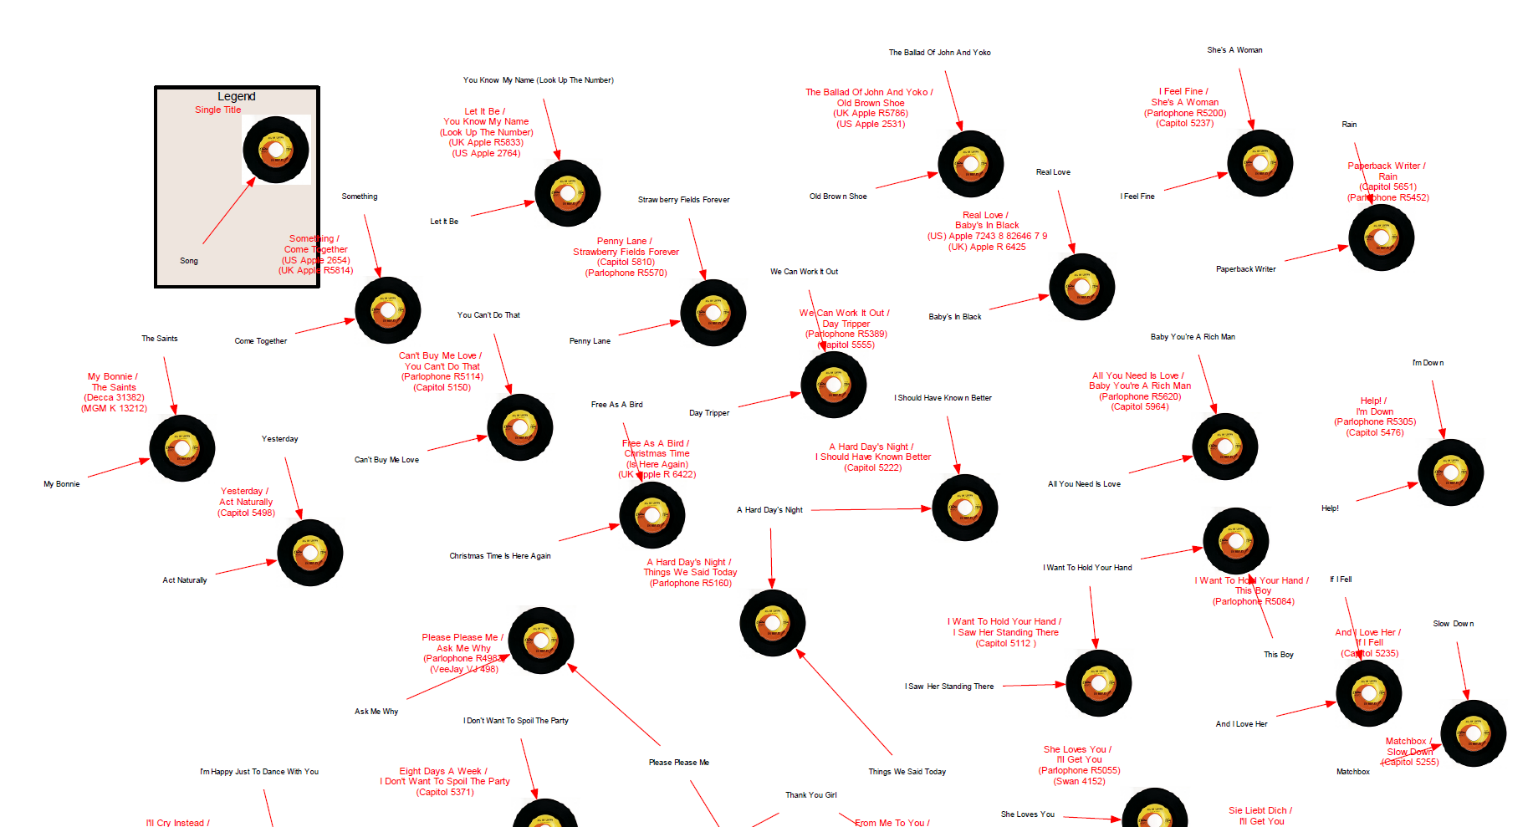 The Ballad Of John And Yoko
She's A Woman
You Know My Name (Look Up The Number)
Legend
Single Title
Song
Let It Be /
You Know My Name
(Look Up The Number)
(UK Apple R5833)
(US Apple 2764)
Let It Be
The Ballad Of John And Yoko /
Old Brown Shoe
(UK Apple R5786)
(US Apple 2531)
Old Brown Shoe
I Feel Fine /
She's A Woman
(Parlophone R5200)
(Capitol 5237)
I Feel Fine
Rain
Paperback Writer /
Rain
(Capitol 5651)
(Parlophone R5452)
Paperback Writer
Something
Something /
Come Together
(US Apple 2654)
(UK Apple R5814)
Come Together
Strawberry Fields Forever
Penny Lane /
Strawberry Fields Forever
(Capitol 5810)
(Parlophone R5570)
Penny Lane
Real Love
Real Love /
Baby's In Black
(US) Apple 7243 8 82646 7 9
(UK) Apple R 6425
Baby's In Black
We Can Work It Out
We Can Work It Out /
Day Tripper
(Parlophone R5389)
(Capitol 5555)
Day Tripper
The Saints
My Bonnie /
The Saints
(Decca 31382)
(MGM K 13212)
My Bonnie
You Can't Do That
Can't Buy Me Love /
You Can't Do That
(Parlophone R5114)
(Capitol 5150)
Can't Buy Me Love
Baby You're A Rich Man
All You Need Is Love /
Baby You're A Rich Man
(Parlophone R5620)
(Capitol 5964)
All You Need Is Love
I'm Down
Help! /
I'm Down
(Parlophone R5305)
(Capitol 5476)
Help!
Yesterday
Yesterday /
Act Naturally
(Capitol 5498)
Act Naturally
Free As A Bird
Free As A Bird /
Christmas Time
(Is Here Again)
(UK Apple R 6422)
Christmas Time Is Here Again
I Should Have Known Better
A Hard Day's Night /
I Should Have Known Better
(Capitol 5222)
A Hard Day's Night
A Hard Day's Night /
Things We Said Today
(Parlophone R5160)
Things We Said Today
I Want To Hold Your Hand
I Want To Hold Your Hand /
This Boy
(Parlophone R5084)
This Boy
I Want To Hold Your Hand /
I Saw Her Standing There
(Capitol 5112 )
I Saw Her Standing There
If I Fell
And I Love Her /
If I Fell
(Capitol 5235)
And I Love Her
Slow Down
Matchbox /
Slow Down
(Capitol 5255)
Matchbox
Please Please Me /
Ask Me Why
(Parlophone
(VeeJay VJ 498)
Ask Me Why
Please Please Me
I Don't Want To Spoil The Party
Eight Days A Week /
I Don't Want To Spoil The Party
(Capitol 5371)
I'm Happy Just To Dance With You
I'll Cry Instead /
Thank You Girl
From Me To You /
She Loves You /
I'll Get You
(Parlophone R5055)
(Swan 4152)
She Loves You
Sie Liebt Dich /
I'll Get You